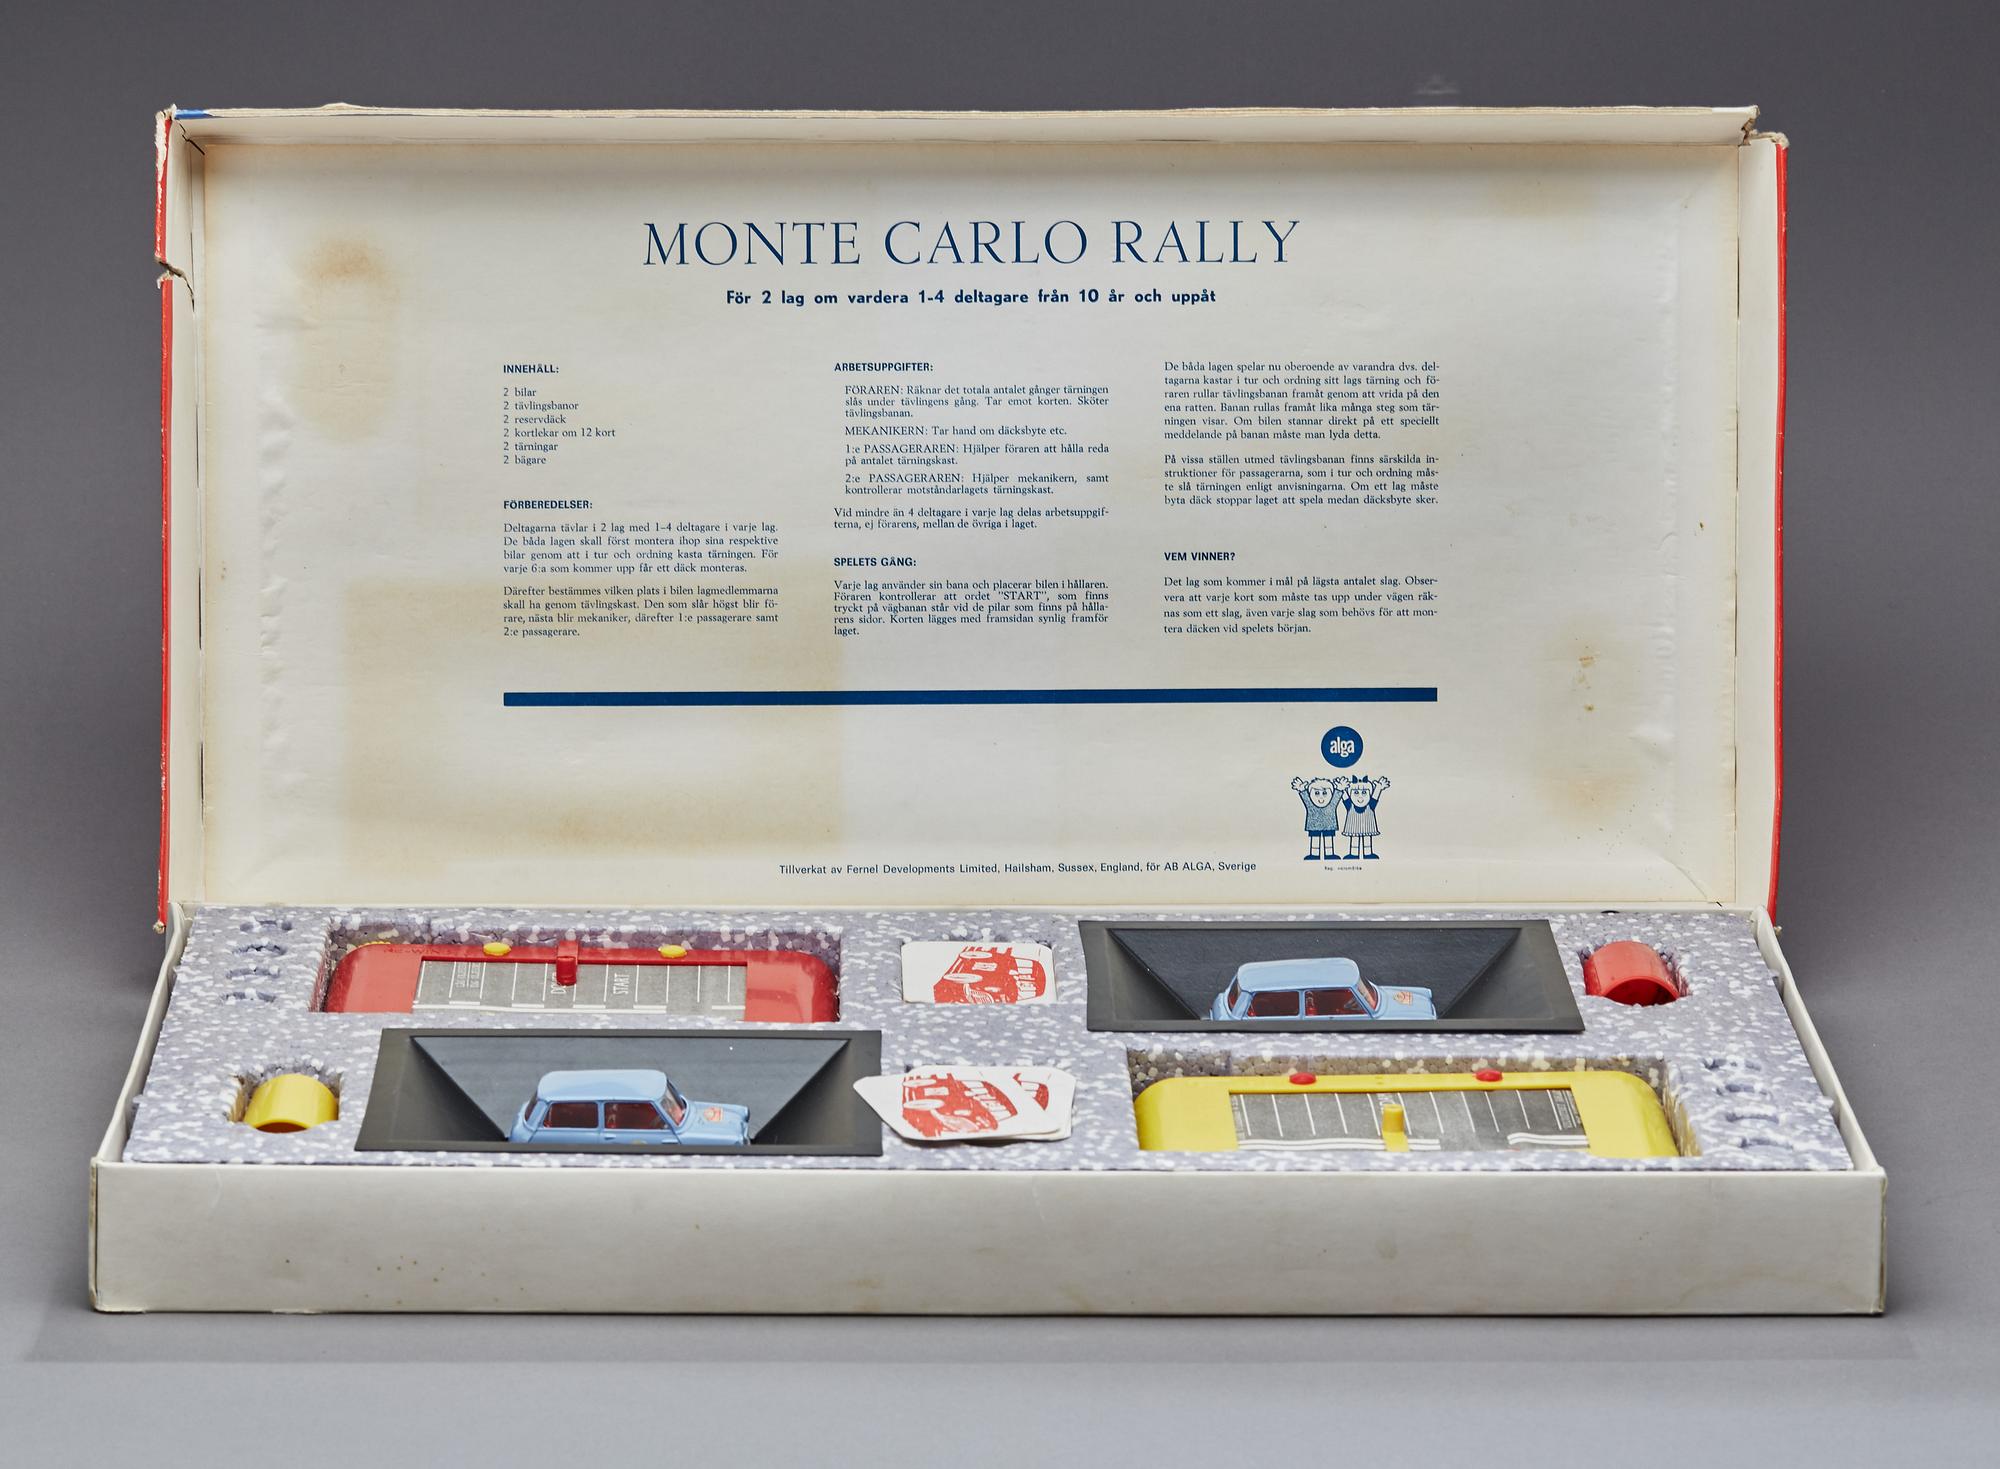 MONTE CARLO RALLY
För 2 lag om vardera 1-4 deltagare från 10 år och uppåt
INNEHÅLL:
2 bilar
2 tävlingsbanor
2 reservdäck
2 kortlekar om 12 kort
2 tärningar
2 bägare
FÖRBEREDELSER:
Deltagarna tävlar i 2 lag med 1-4 deltagare i varje lag.
De båda lagen skall först montera ihop sina respektive
bilar genom att i tur och ordning kasta tärningen. För
varje 6:a som kommer upp får ett däck monteras.
Därefter bestämmes vilken plats i bilen lagmedlemmarna
skall ha genom tävlingskast. Den som slår högst blir fö-
rare, nästa blir mekaniker, därefter 1:e passagerare samt
2:e passagerare.
ARBETSUPPGIFTER:
FÖRAREN: Räknar det totala antalet gånger tärningen
slås under tävlingens gång. Tar emot korten. Sköter
tävlingsbanan.
MEKANIKERN: Tar hand om däcksbyte etc.
1:e PASSAGERAREN: Hjälper föraren att hålla reda
på antalet tärningskast.
2:e PASSAGERAREN: Hjälper mekanikern, samt
kontrollerar motståndarlagets tärningskast.
Vid mindre än 4 deltagare i varje lag delas arbetsuppgif-
terna, ej förarens, mellan de övriga i laget.
SPELETS GÅNG:
Varje lag använder sin bana och placerar bilen i hållaren.
Föraren kontrollerar att ordet "START", som finns
tryckt på vägbanan står vid de pilar som finns på hålla-
rens sidor. Korten lägges med framsidan synlig framför
laget.
De båda lagen spelar nu oberoende av varandra dvs. del-
tagarna kastar i tur och ordning sitt lags tärning och fö-
raren rullar tävlingsbanan framåt genom att vrida på den
ena ratten. Banan rullas framåt lika många steg som tär-
ningen visar. Om bilen stannar direkt på ett speciellt
meddelande på banan måste man lyda detta.
På vissa ställen utmed tävlingsbanan finns särskilda in-
struktioner för passagerarna, som i tur och ordning mås-
te slå tärningen enligt anvisningarna. Om ett lag måste
byta däck stoppar laget att spela medan däcksbyte sker.
VEM VINNER?
Det lag som kommer i mål på lägsta antalet slag. Obser-
vera att varje kort som måste tas upp under vägen räk-
nas som ett slag, även varje slag som behövs för att mon-
tera däcken vid spelets början.
alga
Reg. varumärke
Tillverkat av Fernel Developments Limited, Hailsham, Sussex, England, för AB ALGA, Sverige
START